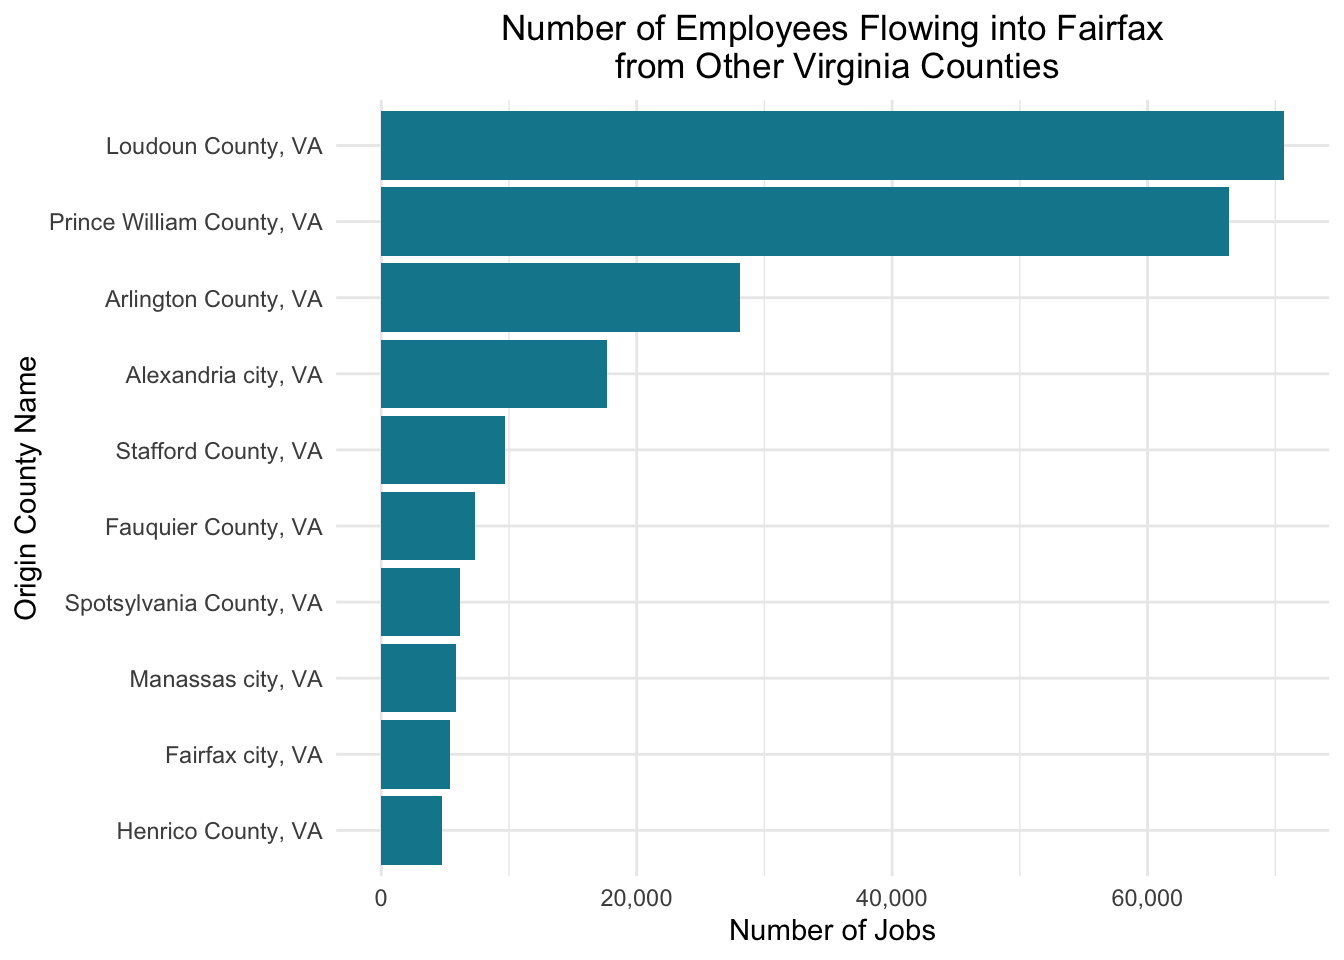 Number of Employees Flowing into Fairfax
from Other Virginia Counties
Origin County Name
Loudoun County, VA
Prince William County, VA
Arlington County, VA
Alexandria city, VA
Stafford County, VA
Fauquier County, VA
Spotsylvania County, VA
Manassas city, VA
Fairfax city, VA
Henrico County, VA
0 20,000 40,000 60,000
Number of Jobs